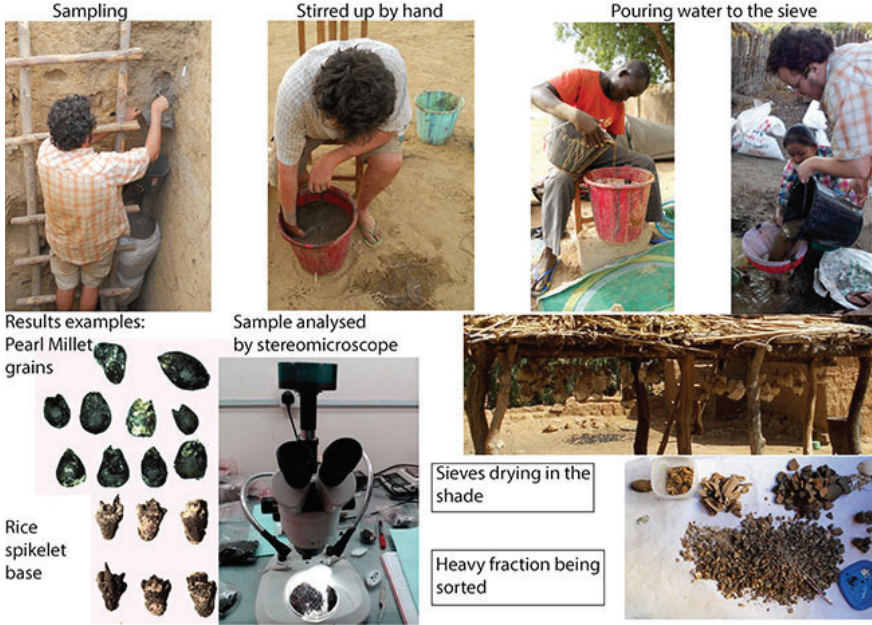 Sampling
Stirred up by hand
Pouring water to the sieve
Results examples:
Pearl Millet
grains
Sample analysed
by stereomicroscope
Sieves drying in the
shade
Rice
spikelet
base
Heavy fraction being
sorted